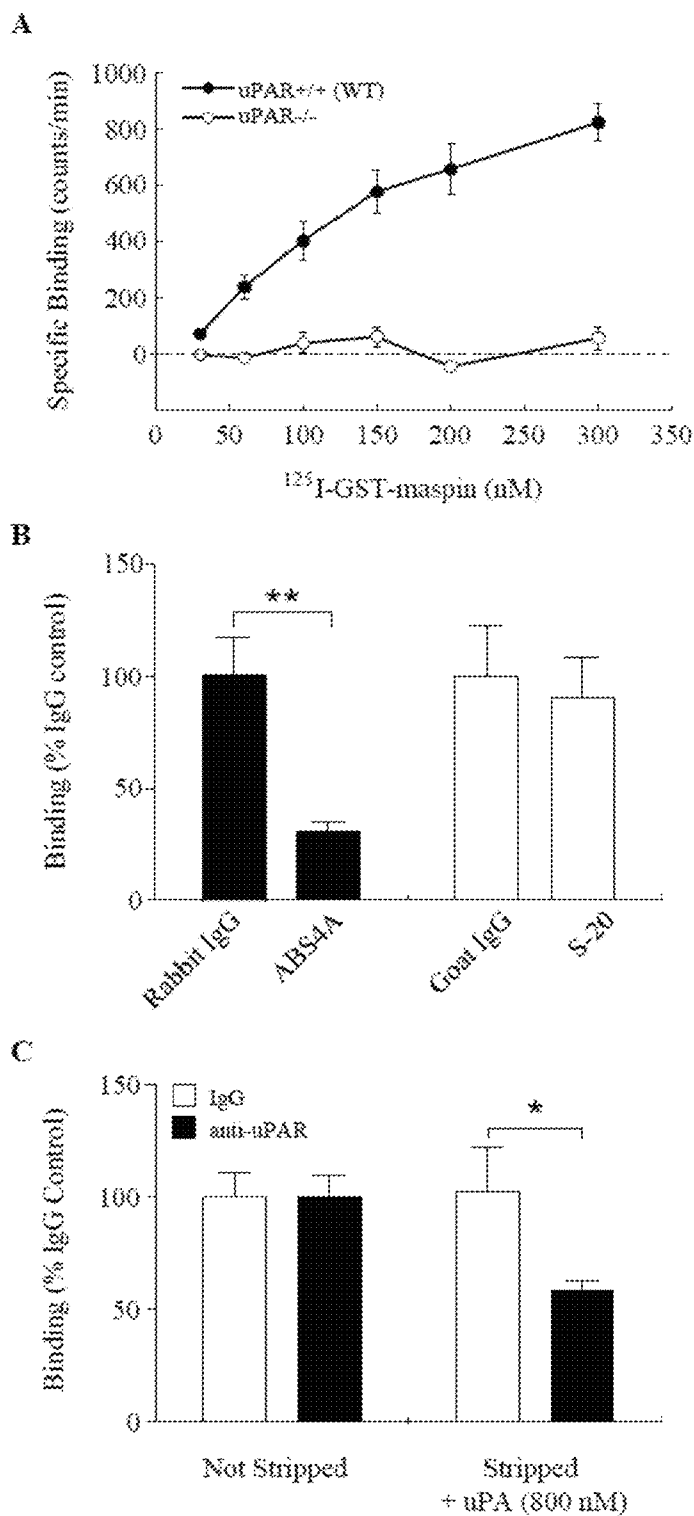 A
Specific Binding (counts/min)
1000
800
600
400
200
0
uPAR+/+ (WT)
uPAR-/-
0 50 100 150 200 250 300 350
125I-GST-maspin (nM)
B
Binding (% IgG control)
150
100
50
0
**
Rabbit IgG
ABS4A
Goat IgG
S-20
C
Binding (% IgG Control)
150
100
50
0
IgG
anti-uPAR
*
Not Stripped
Stripped
+ uPA (800 nM)